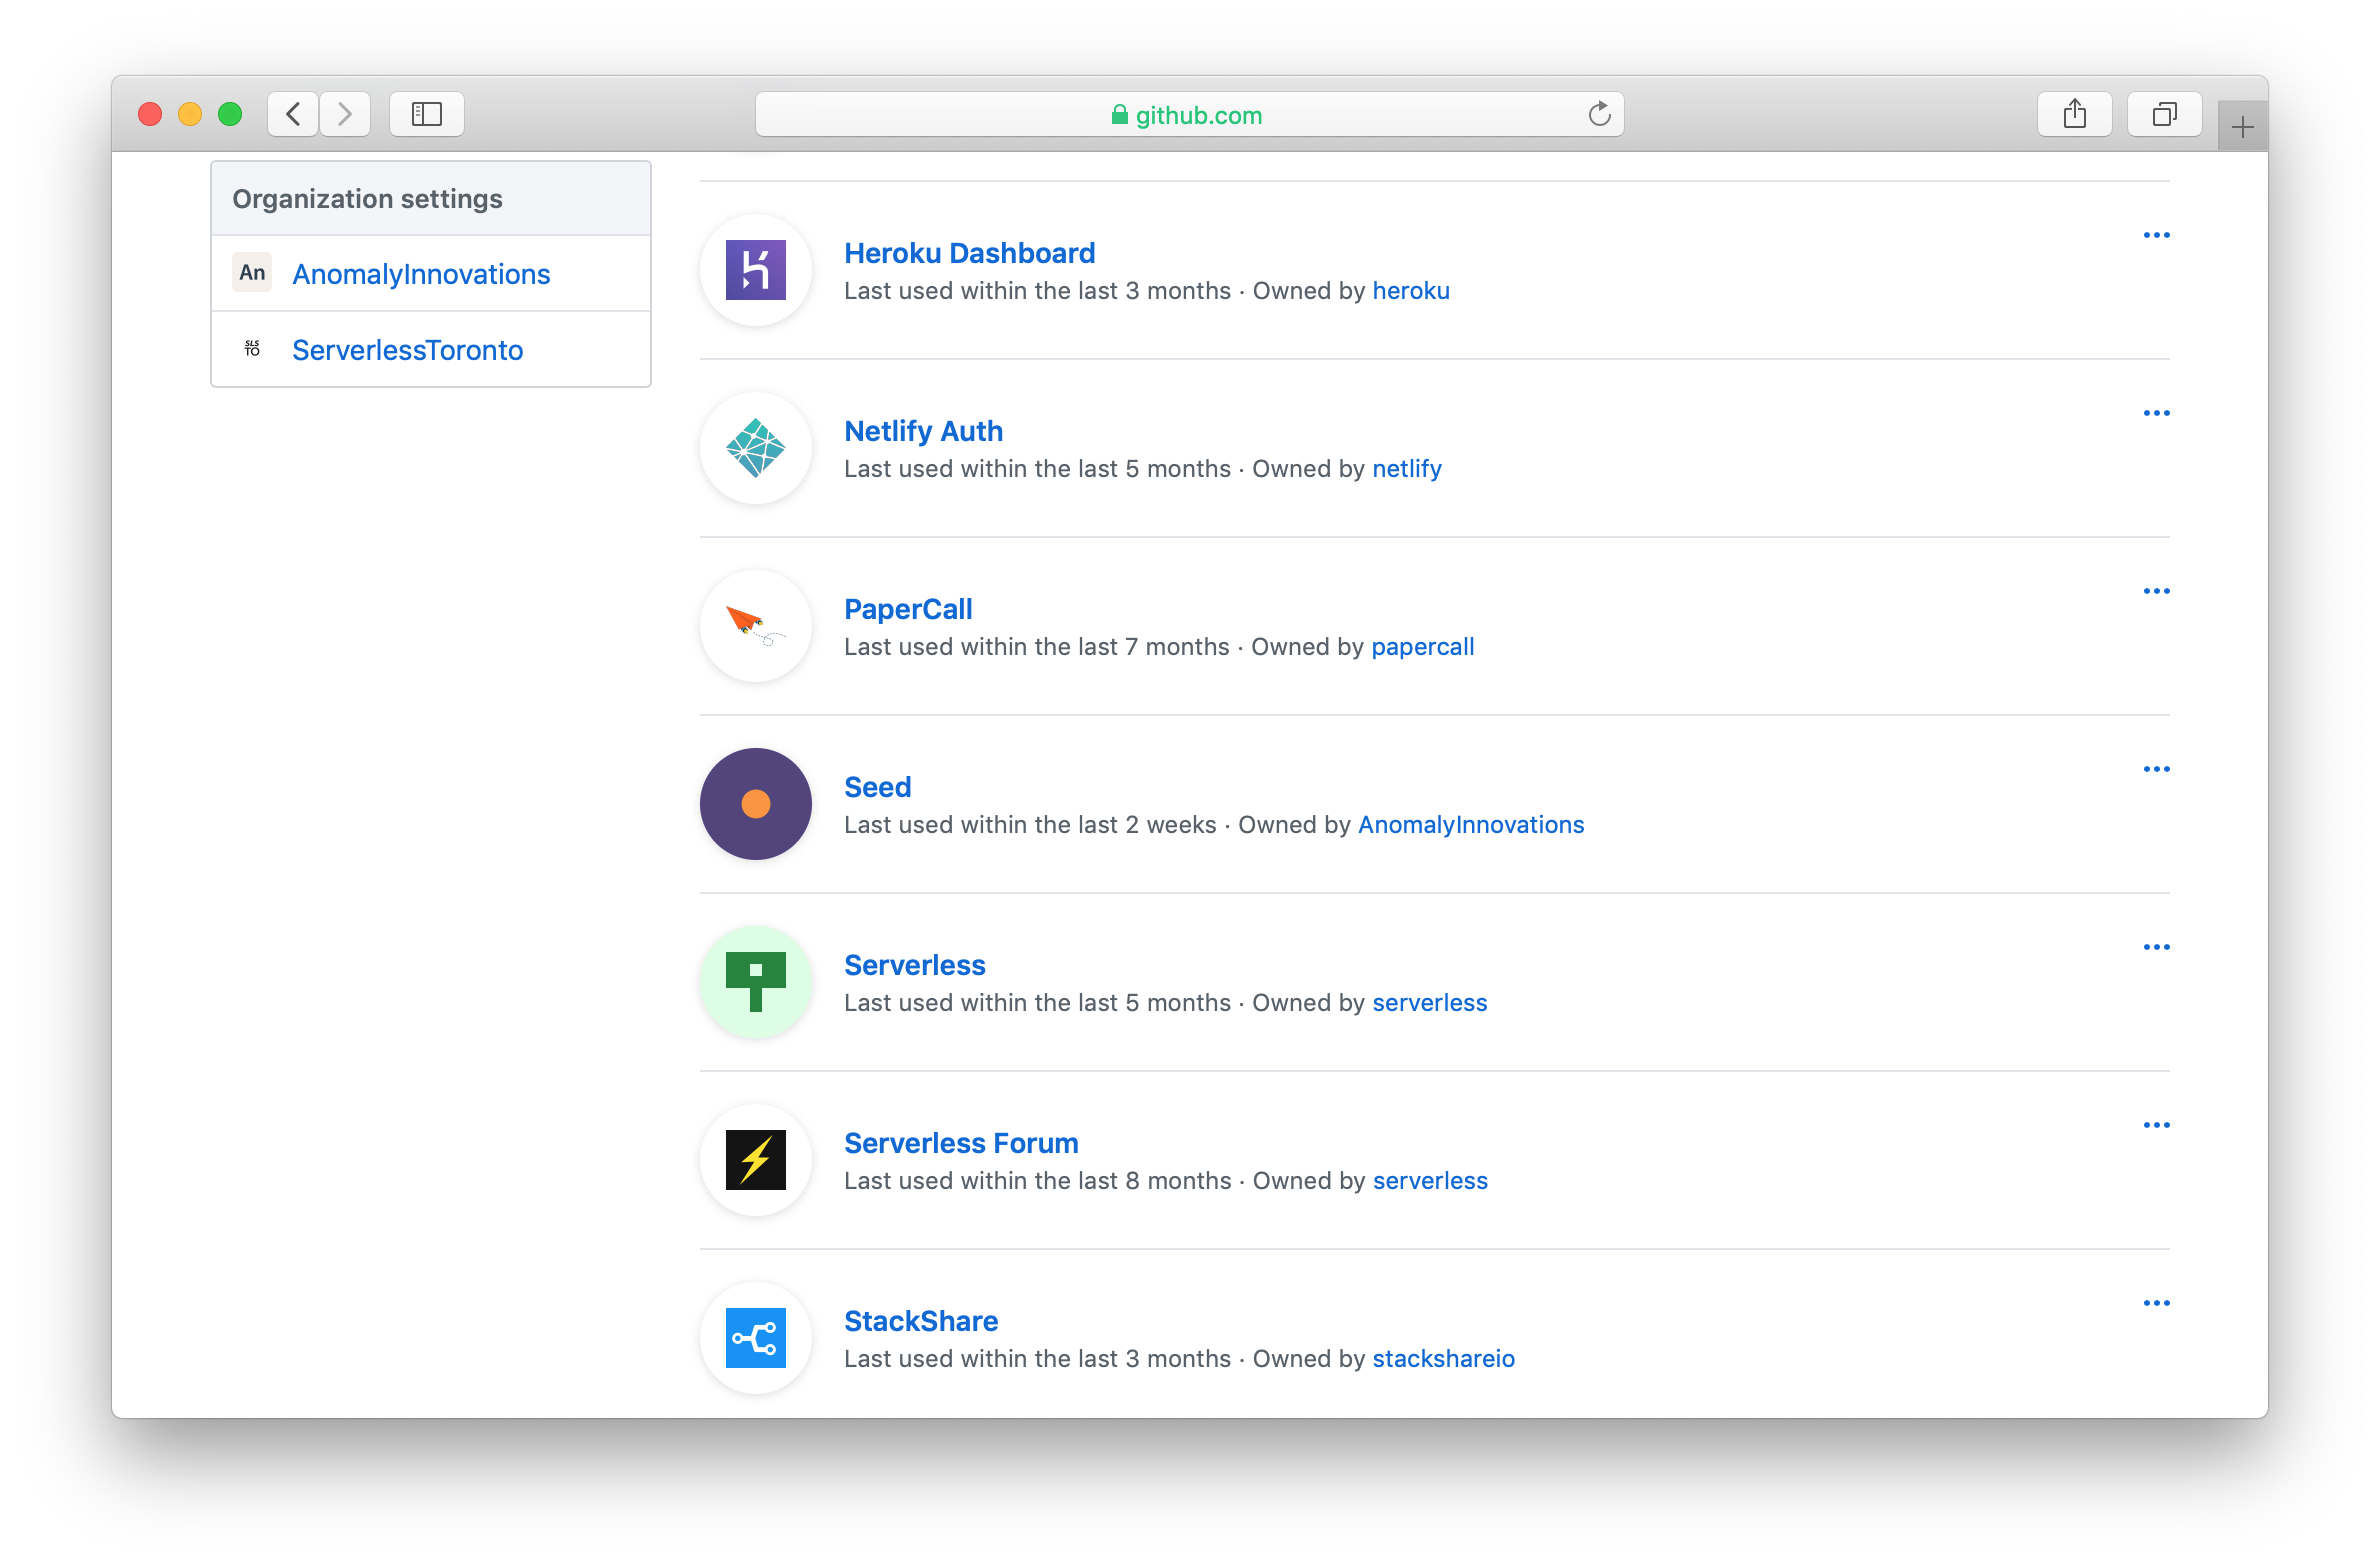 github.com
Organization settings
An AnomalyInnovations
SLS
TO
ServerlessToronto
Heroku Dashboard
Last used within the last 3 months · Owned by heroku
Netlify Auth
Last used within the last 5 months · Owned by netlify
PaperCall
Last used within the last 7 months · Owned by papercall
Seed
Last used within the last 2 weeks · Owned by AnomalyInnovations
Serverless
Last used within the last 5 months · Owned by serverless
Serverless Forum
Last used within the last 8 months · Owned by serverless
StackShare
Last used within the last 3 months · Owned by stackshareio